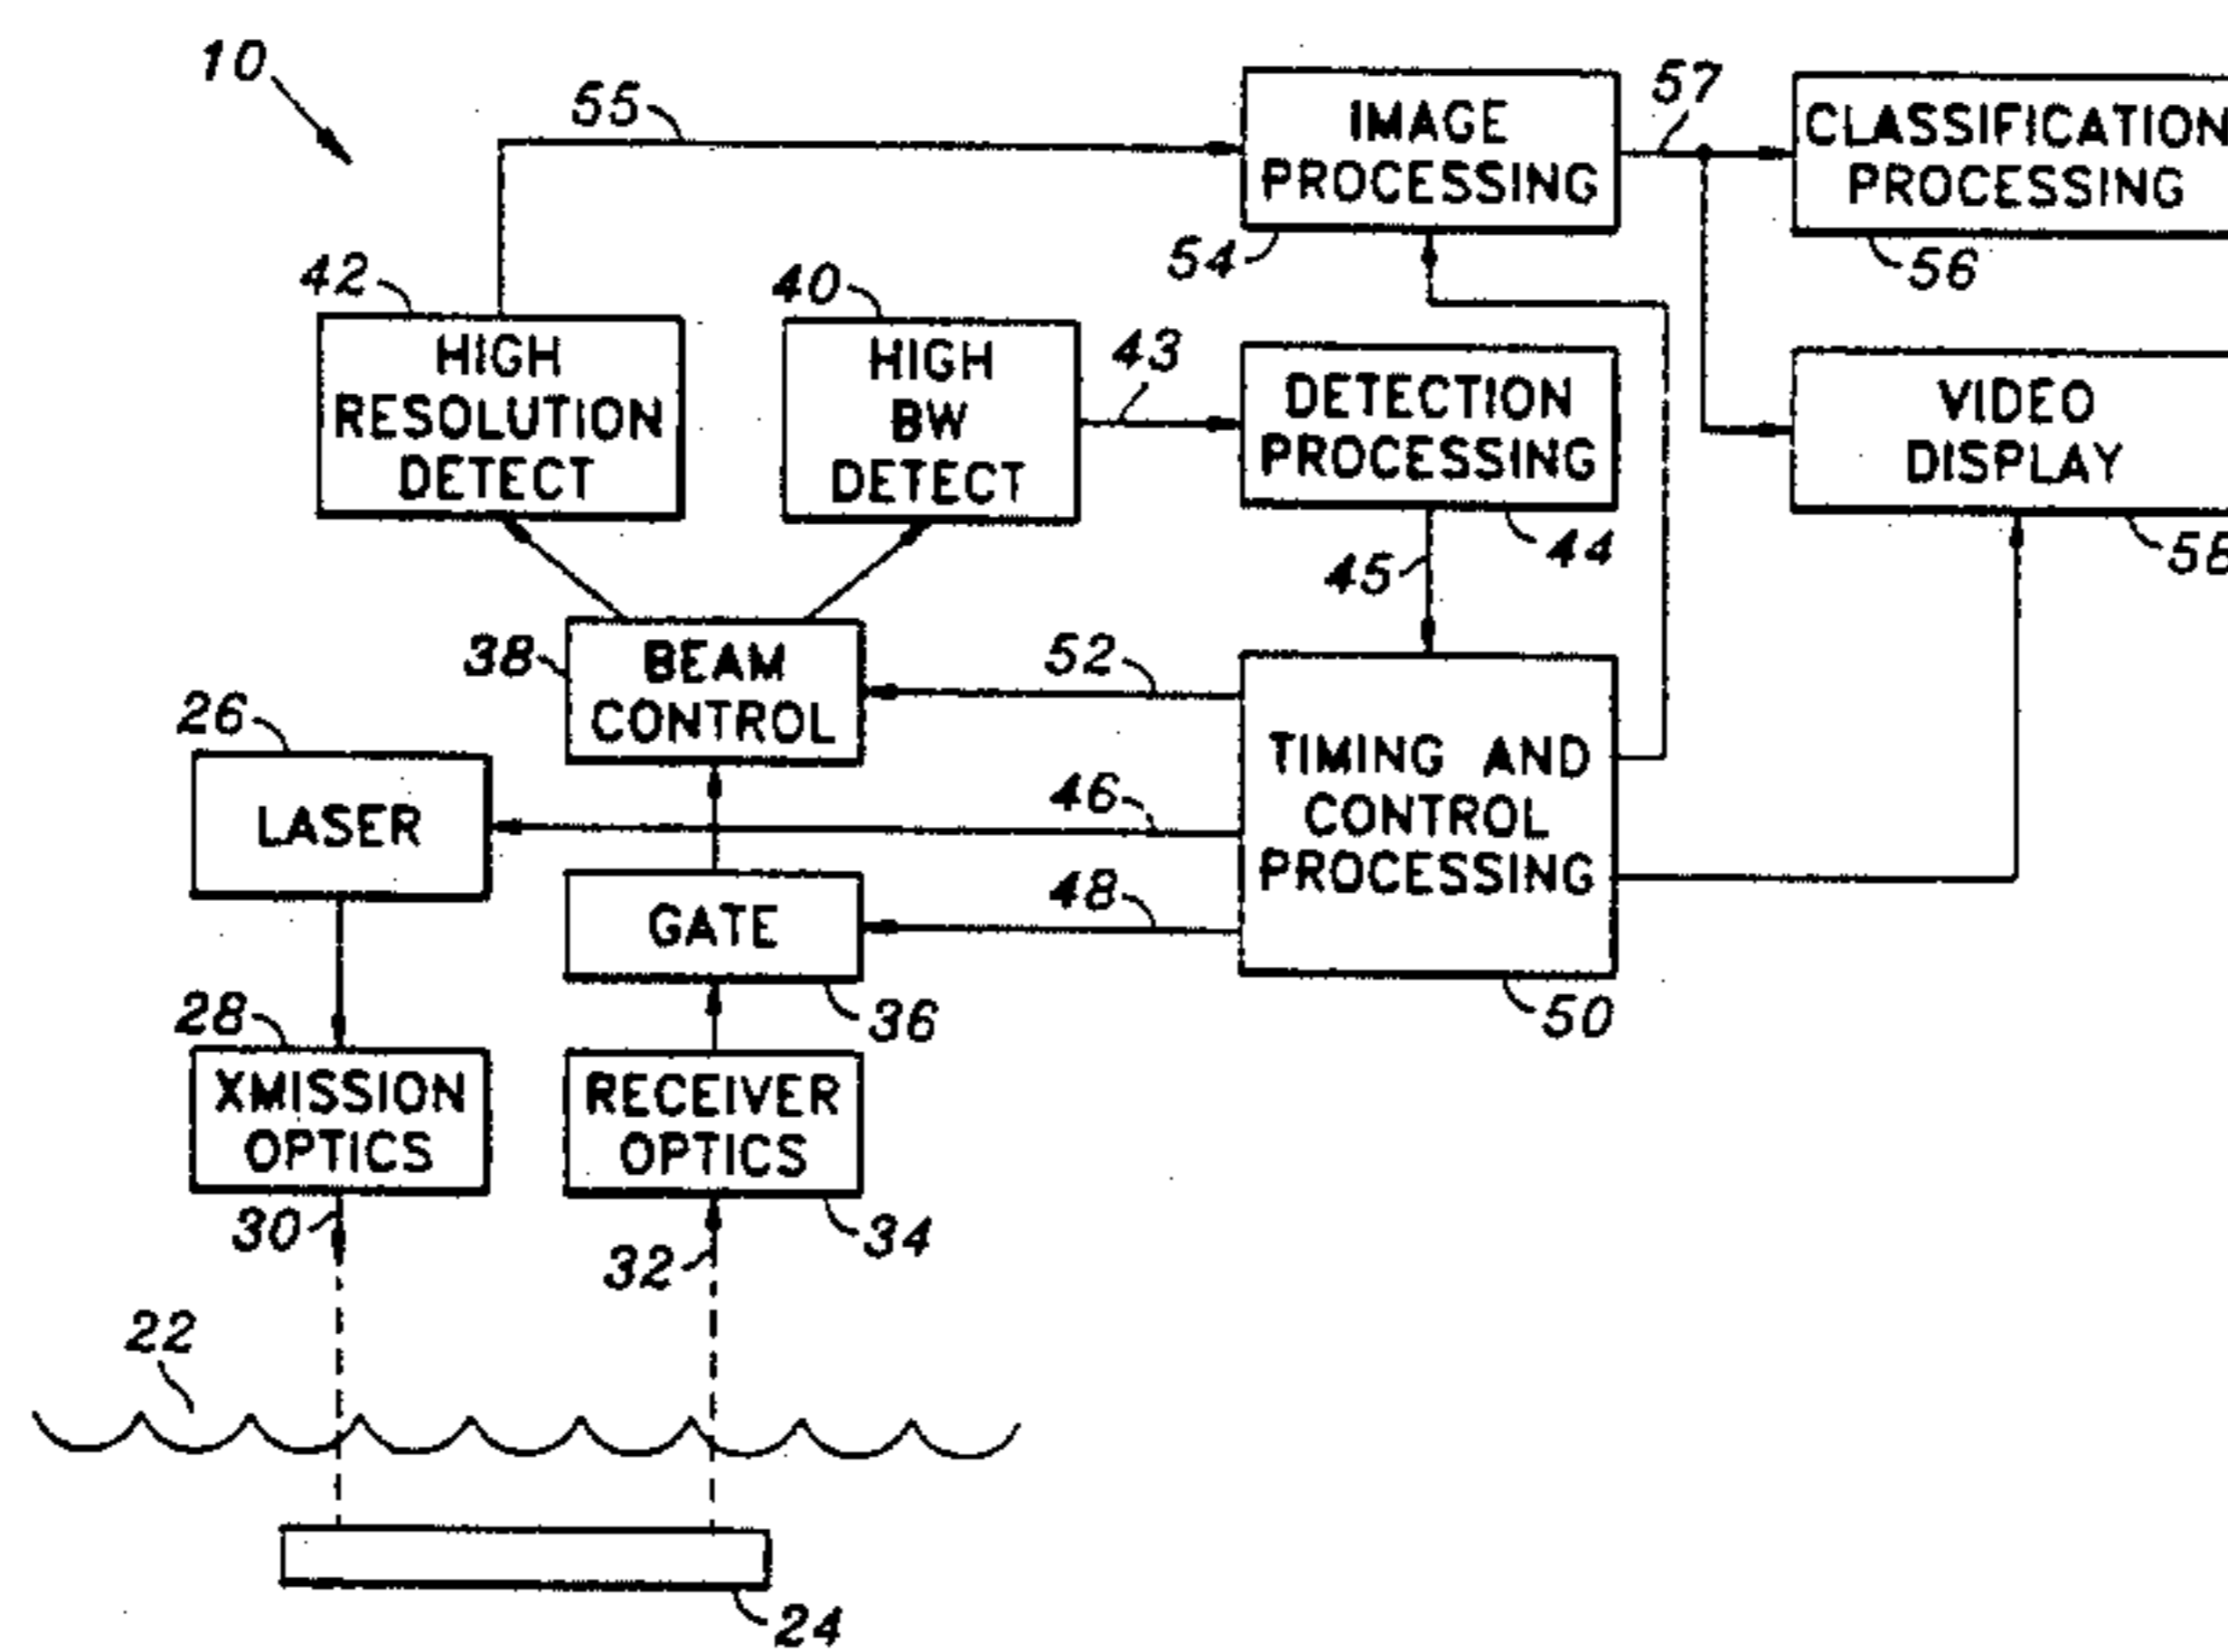 10
55
IMAGE
PROCESSING
57
CLASSIFICATION
PROCESSING
54
56
42
HIGH
RESOLUTION
DETECT
40
HIGH
BW
DETECT
43
DETECTION
PROCESSING
44
VIDEO
DISPLAY
58
45
38
BEAM
CONTROL
52
26
LASER
46
TIMING AND
CONTROL
PROCESSING
GATE
48
36
50
28
XMISSION
OPTICS
RECEIVER
OPTICS
30
32
34
22
24